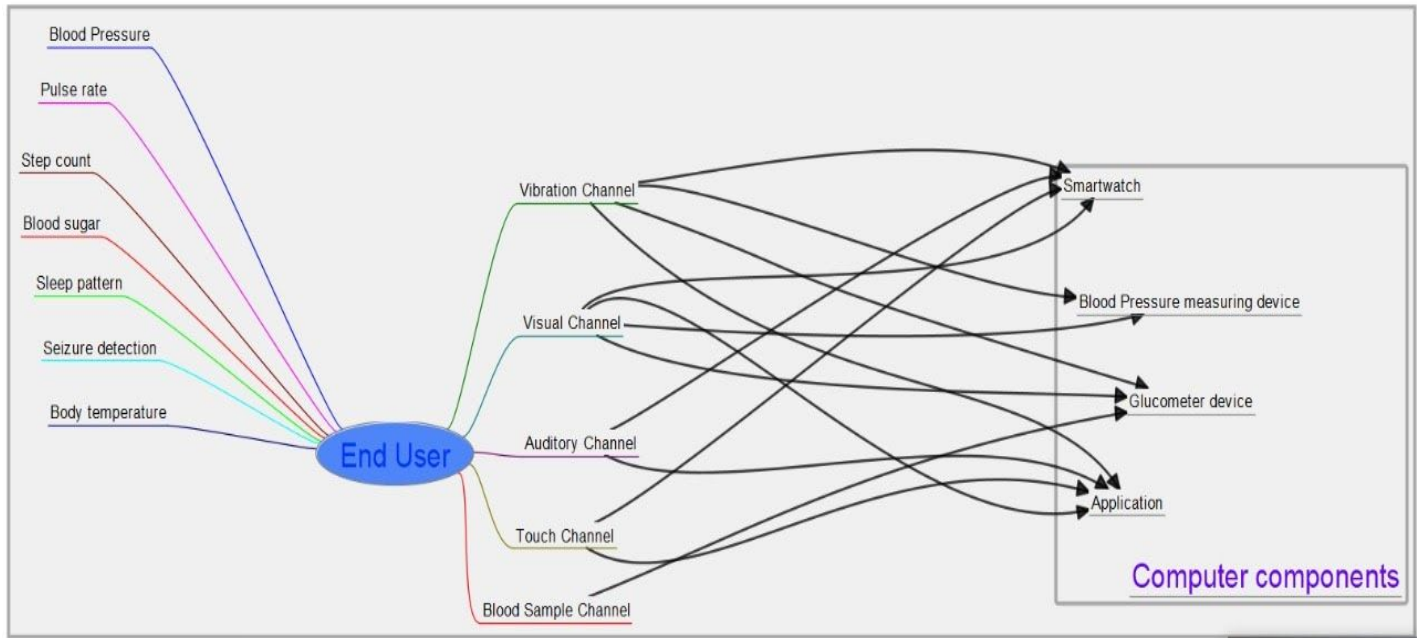 Blood Pressure
Pulse rate
Step count
Blood sugar
Sleep pattern
Seizure detection
Body temperature
End User
Vibration Channel
Visual Channel
Auditory Channel
Touch Channel
Blood Sample Channel
Smartwatch
Blood Pressure measuring device
Glucometer device
Application
Computer components